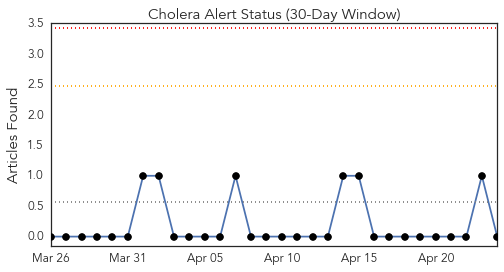 Cholera Alert Status (30-Day Window)
Articles Found
3.5
3.0
2.5
2.0
1.5
1.0
0.5
0.0
Mar 26 Mar 31 Apr 05 Apr 10 Apr 15 Apr 20